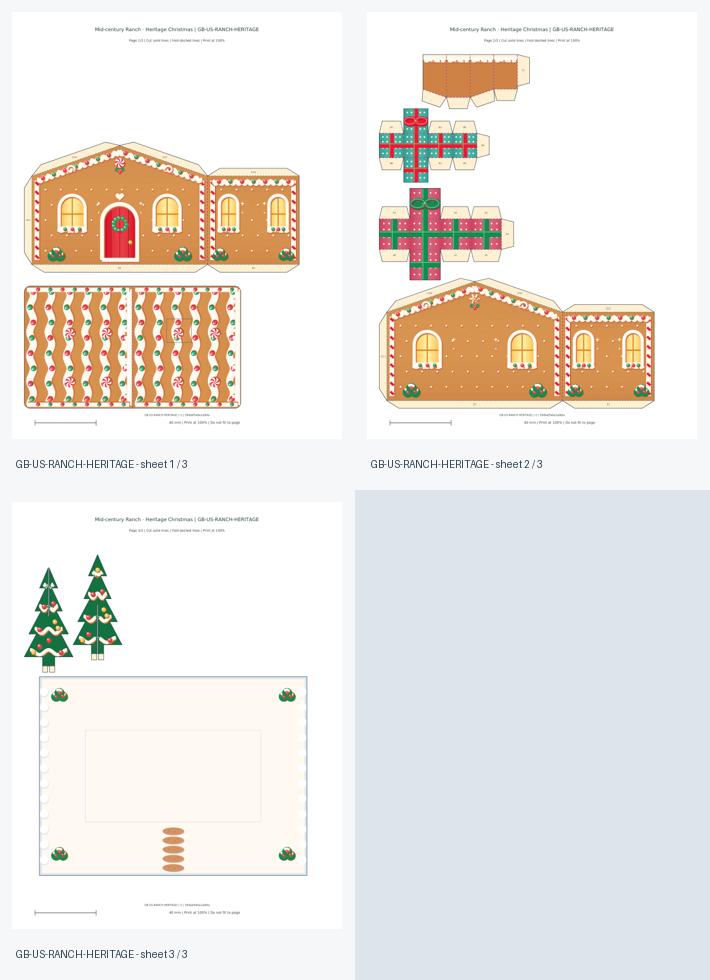 Mid-century Ranch · Heritage Christmas | GB-US-RANCH-HERITAGE
Page 1/3 | Cut solid lines | Fold dashed lines | Print at 100%
40 mm | Print at 100% | Do not fit to page
GB-US-RANCH-HERITAGE - sheet 1 / 3
Mid-century Ranch · Heritage Christmas | GB-US-RANCH-HERITAGE
Page 2/3 | Cut solid lines | Fold dashed lines | Print at 100%
40 mm | Print at 100% | Do not fit to page
GB-US-RANCH-HERITAGE - sheet 2 / 3
Mid-century Ranch · Heritage Christmas | GB-US-RANCH-HERITAGE
Page 3/3 | Cut solid lines | Fold dashed lines | Print at 100%
40 mm | Print at 100% | Do not fit to page
GB-US-RANCH-HERITAGE - sheet 3 / 3